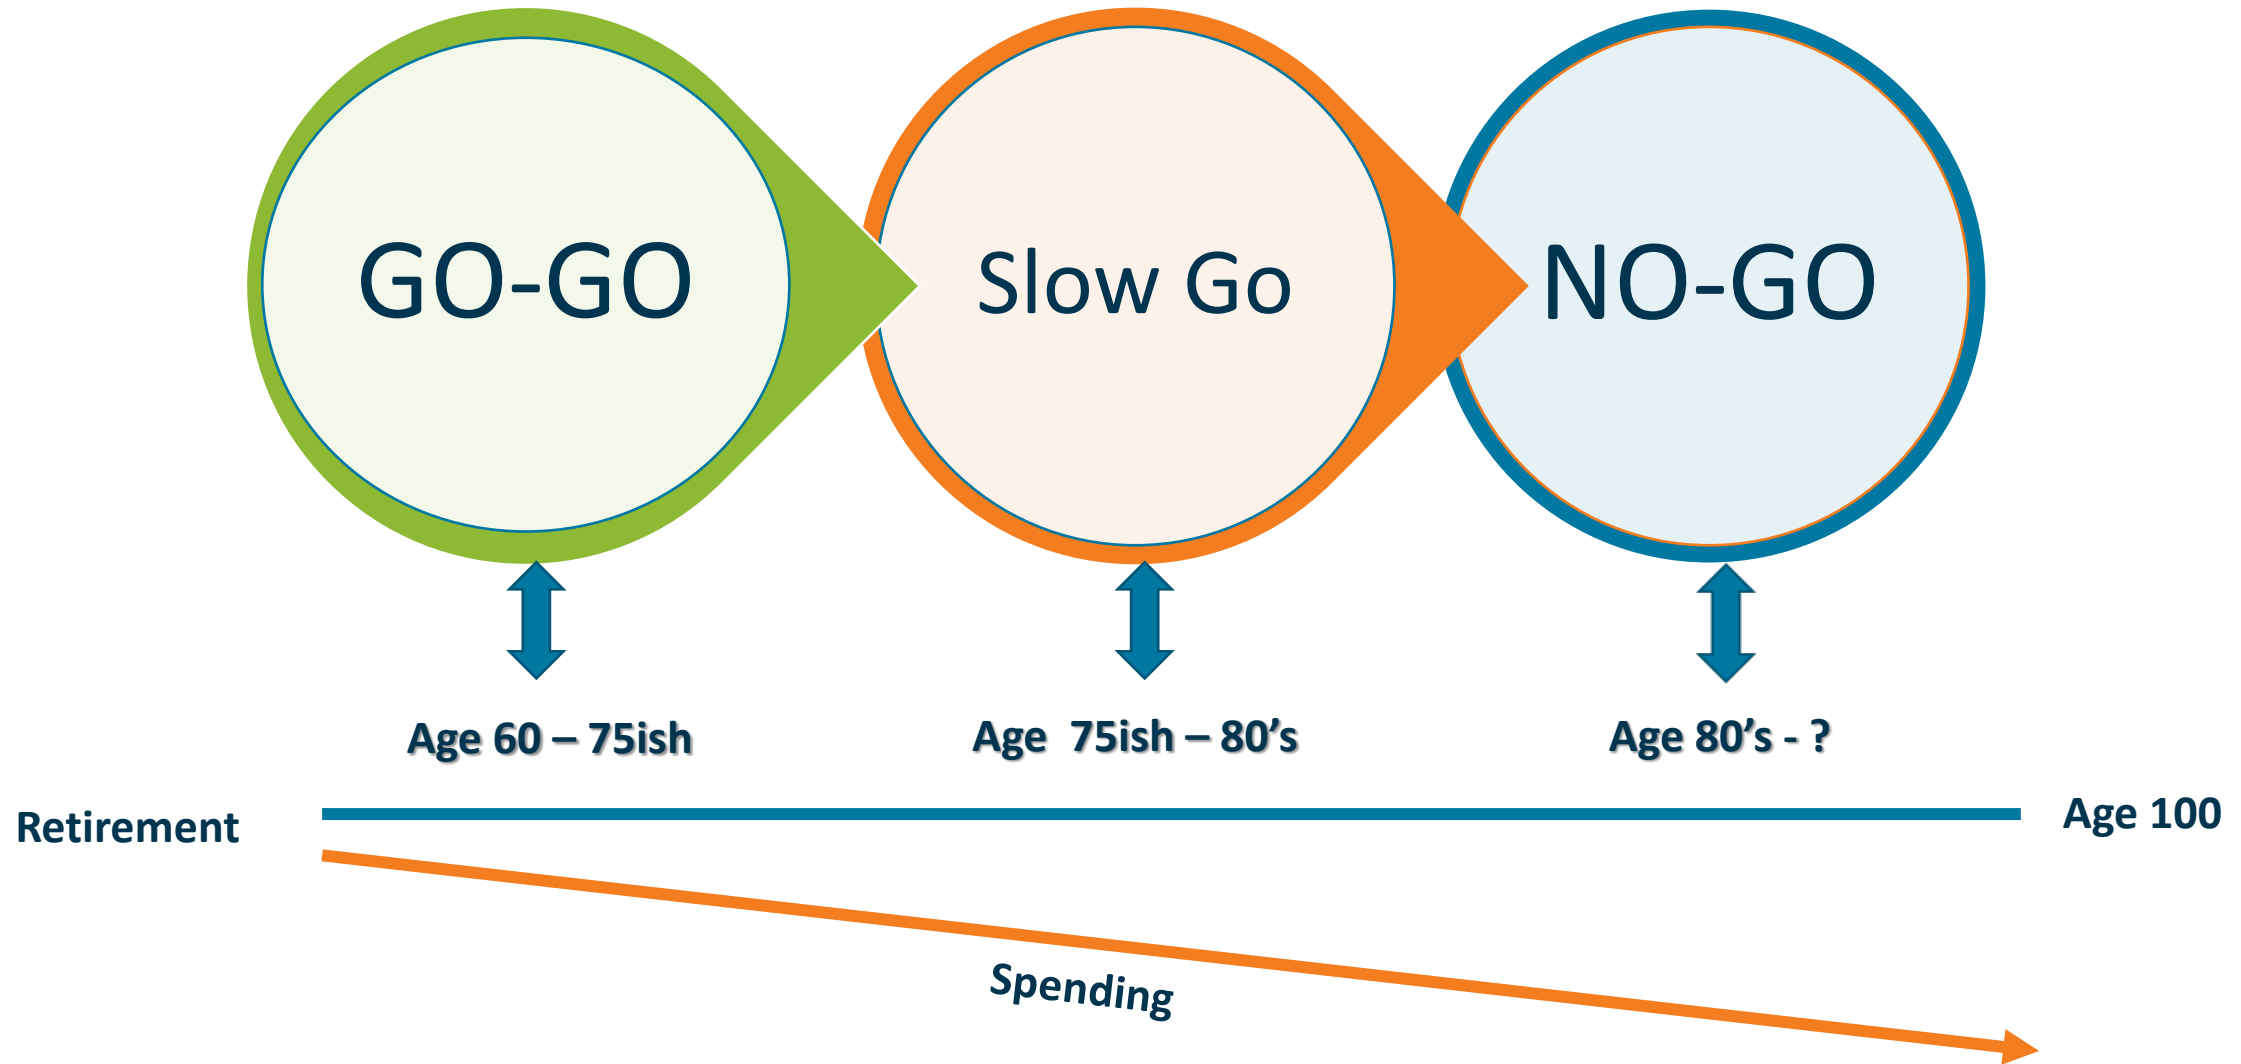 GO-GO
Slow Go
NO-GO
Age 60 – 75ish
Age  75ish – 80’s
Age 80’s - ?
Retirement
Age 100
Spending